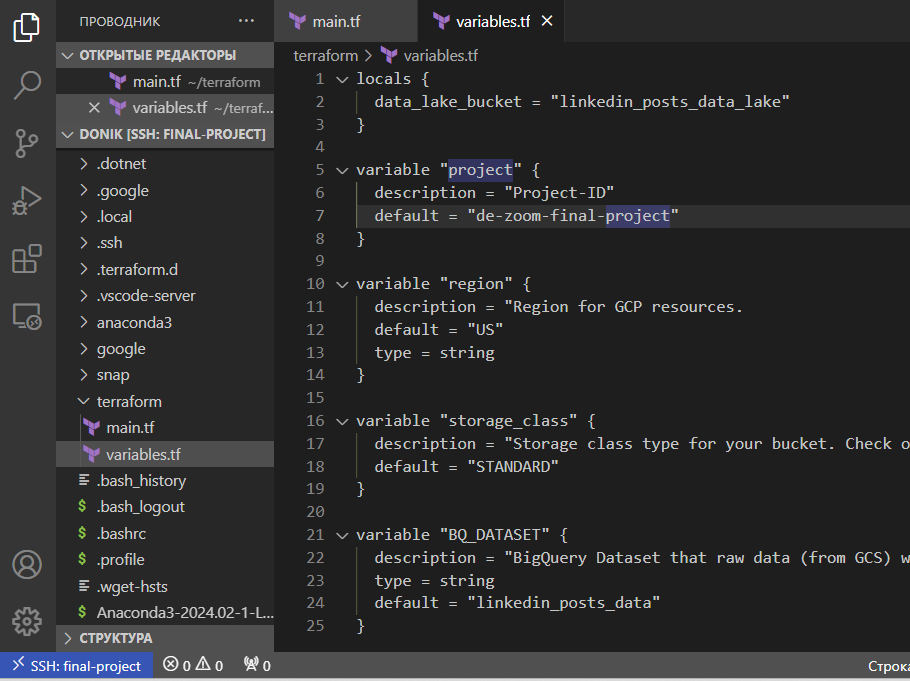 ПРОВОДНИК ···
ОТКРЫТЫЕ РЕДАКТОРЫ
main.tf ~/terraform
variables.tf ~/terraf...
DONIK [SSH: FINAL-PROJECT]
.dotnet
.google
.local
.ssh
.terraform.d
.vscode-server
anaconda3
google
snap
terraform
main.tf
variables.tf
.bash_history
$ .bash_logout
$ .bashrc
$ .profile
.wget-hsts
$ Anaconda3-2024.02-1-L...
СТРУКТУРА
main.tf variables.tf
terraform > variables.tf
1 locals {
2 data_lake_bucket = "linkedin_posts_data_lake"
3 }
4
5 variable "project" {
6 description = "Project-ID"
7 default = "de-zoom-final-project"
8 }
9
10 variable "region" {
11 description = "Region for GCP resources.
12 default = "US"
13 type = string
14 }
15
16 variable "storage_class" {
17 description = "Storage class type for your bucket. Check o
18 default = "STANDARD"
19 }
20
21 variable "BQ_DATASET" {
22 description = "BigQuery Dataset that raw data (from GCS) w
23 type = string
24 default = "linkedin_posts_data"
25 }
SSH: final-project 0 0 0 Строка